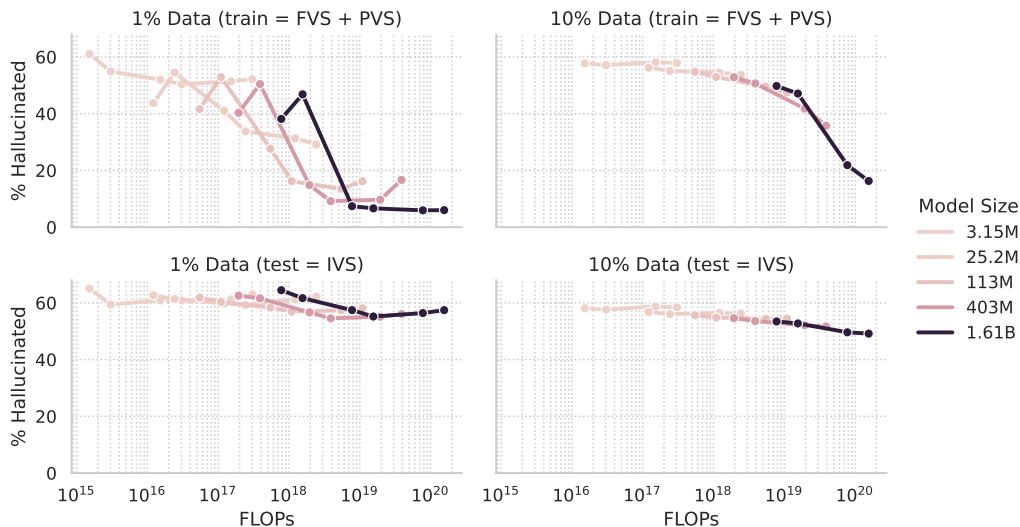 1% Data (train = FVS + PVS)
10% Data (train = FVS + PVS)
% Hallucinated
60
40
20
0
1% Data (test = IVS)
10% Data (test = IVS)
% Hallucinated
60
40
20
0
10^15 10^16 10^17 10^18 10^19 10^20
FLOPs
10^15 10^16 10^17 10^18 10^19 10^20
FLOPs
Model Size
3.15M
25.2M
113M
403M
1.61B